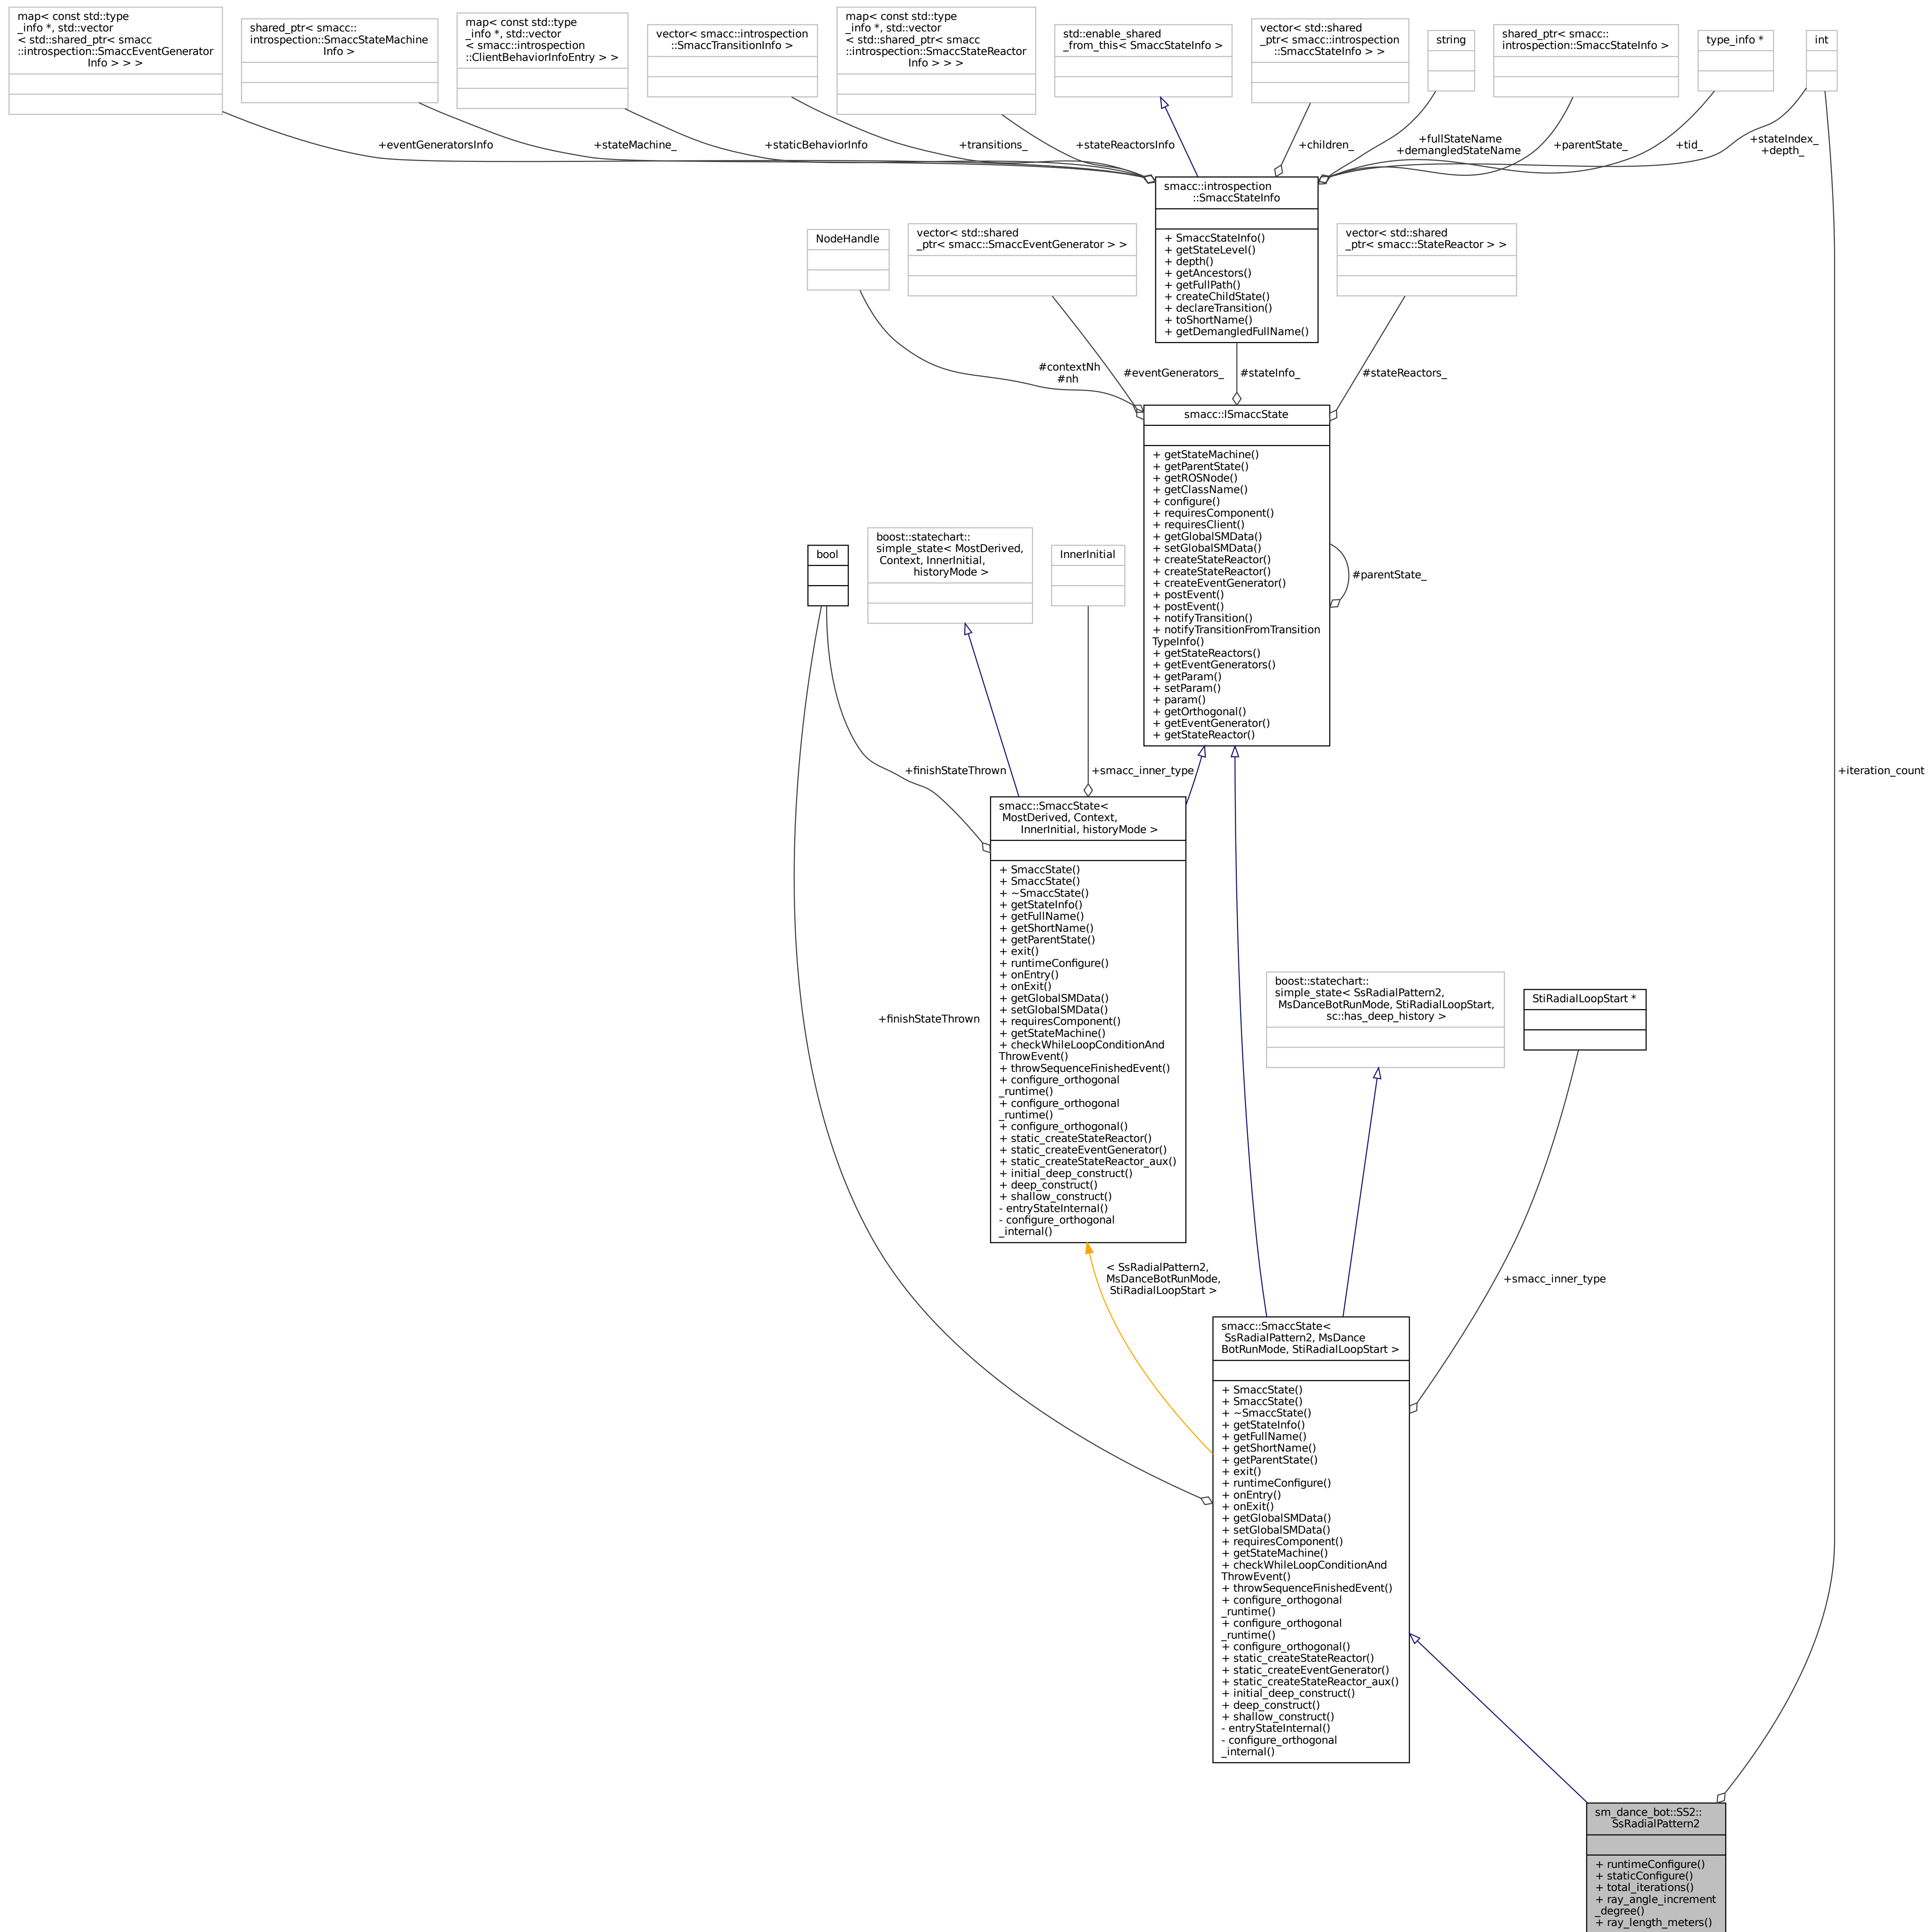 map< const std::type
_info *, std::vector
< std::shared_ptr< smacc
::introspection::SmaccEventGenerator
Info > > >
shared_ptr< smacc::
introspection::SmaccStateMachine
Info >
map< const std::type
_info *, std::vector
< smacc::introspection
::ClientBehaviorInfoEntry > >
vector< smacc::introspection
::SmaccTransitionInfo >
map< const std::type
_info *, std::vector
< std::shared_ptr< smacc
::introspection::SmaccStateReactor
Info > > >
std::enable_shared
_from_this< SmaccStateInfo >
vector< std::shared
_ptr< smacc::introspection
::SmaccStateInfo > >
string
shared_ptr< smacc::
introspection::SmaccStateInfo >
type_info *
int
+eventGeneratorsInfo
+stateMachine_
+staticBehaviorInfo
+transitions_
+stateReactorsInfo
+children_
+fullStateName
+demangledStateName
+parentState_
+tid_
+stateIndex_
+depth_
smacc::introspection
::SmaccStateInfo
+ SmaccStateInfo()
+ getStateLevel()
+ depth()
+ getAncestors()
+ getFullPath()
+ createChildState()
+ declareTransition()
+ toShortName()
+ getDemangledFullName()
NodeHandle
vector< std::shared
_ptr< smacc::SmaccEventGenerator > >
vector< std::shared
_ptr< smacc::StateReactor > >
#contextNh
#nh
#eventGenerators_
#stateInfo_
#stateReactors_
smacc::ISmaccState
+ getStateMachine()
+ getParentState()
+ getROSNode()
+ getClassName()
+ configure()
+ requiresComponent()
+ requiresClient()
+ getGlobalSMData()
+ setGlobalSMData()
+ createStateReactor()
+ createStateReactor()
+ createEventGenerator()
+ postEvent()
+ postEvent()
+ notifyTransition()
+ notifyTransitionFromTransition
TypeInfo()
+ getStateReactors()
+ getEventGenerators()
+ getParam()
+ setParam()
+ param()
+ getOrthogonal()
+ getEventGenerator()
+ getStateReactor()
#parentState_
bool
boost::statechart::
simple_state< MostDerived,
Context, InnerInitial,
historyMode >
InnerInitial
+finishStateThrown
+smacc_inner_type
+iteration_count
smacc::SmaccState<
MostDerived, Context,
InnerInitial, historyMode >
+ SmaccState()
+ SmaccState()
+ ~SmaccState()
+ getStateInfo()
+ getFullName()
+ getShortName()
+ getParentState()
+ exit()
+ runtimeConfigure()
+ onEntry()
+ onExit()
+ getGlobalSMData()
+ setGlobalSMData()
+ requiresComponent()
+ getStateMachine()
+ checkWhileLoopConditionAnd
ThrowEvent()
+ throwSequenceFinishedEvent()
+ configure_orthogonal
_runtime()
+ configure_orthogonal
_runtime()
+ configure_orthogonal()
+ static_createStateReactor()
+ static_createEventGenerator()
+ static_createStateReactor_aux()
+ initial_deep_construct()
+ deep_construct()
+ shallow_construct()
- entryStateInternal()
- configure_orthogonal
_internal()
+finishStateThrown
boost::statechart::
simple_state< SsRadialPattern2,
MsDanceBotRunMode, StiRadialLoopStart,
sc::has_deep_history >
StiRadialLoopStart *
< SsRadialPattern2,
MsDanceBotRunMode,
StiRadialLoopStart >
+smacc_inner_type
smacc::SmaccState<
SsRadialPattern2, MsDance
BotRunMode, StiRadialLoopStart >
+ SmaccState()
+ SmaccState()
+ ~SmaccState()
+ getStateInfo()
+ getFullName()
+ getShortName()
+ getParentState()
+ exit()
+ runtimeConfigure()
+ onEntry()
+ onExit()
+ getGlobalSMData()
+ setGlobalSMData()
+ requiresComponent()
+ getStateMachine()
+ checkWhileLoopConditionAnd
ThrowEvent()
+ throwSequenceFinishedEvent()
+ configure_orthogonal
_runtime()
+ configure_orthogonal
_runtime()
+ configure_orthogonal()
+ static_createStateReactor()
+ static_createEventGenerator()
+ static_createStateReactor_aux()
+ initial_deep_construct()
+ deep_construct()
+ shallow_construct()
- entryStateInternal()
- configure_orthogonal
_internal()
sm_dance_bot::SS2::
SsRadialPattern2
+ runtimeConfigure()
+ staticConfigure()
+ total_iterations()
+ ray_angle_increment
_degree()
+ ray_length_meters()